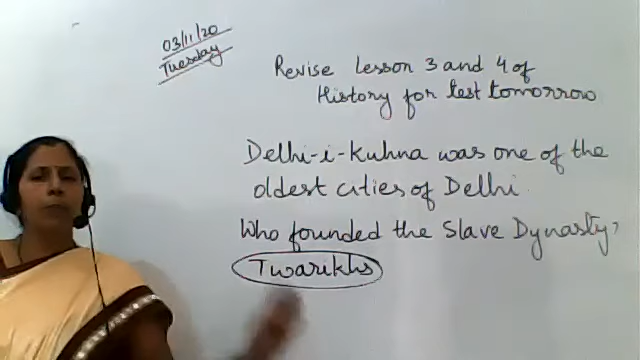 03/11/20
Tuesday
Revise Lesson 3 and 4 of
History for test tomorrow
Delhi-i-Kuhna was one of the
oldest cities of Delhi.
Who founded the Slave Dynasty?
Twarikhs